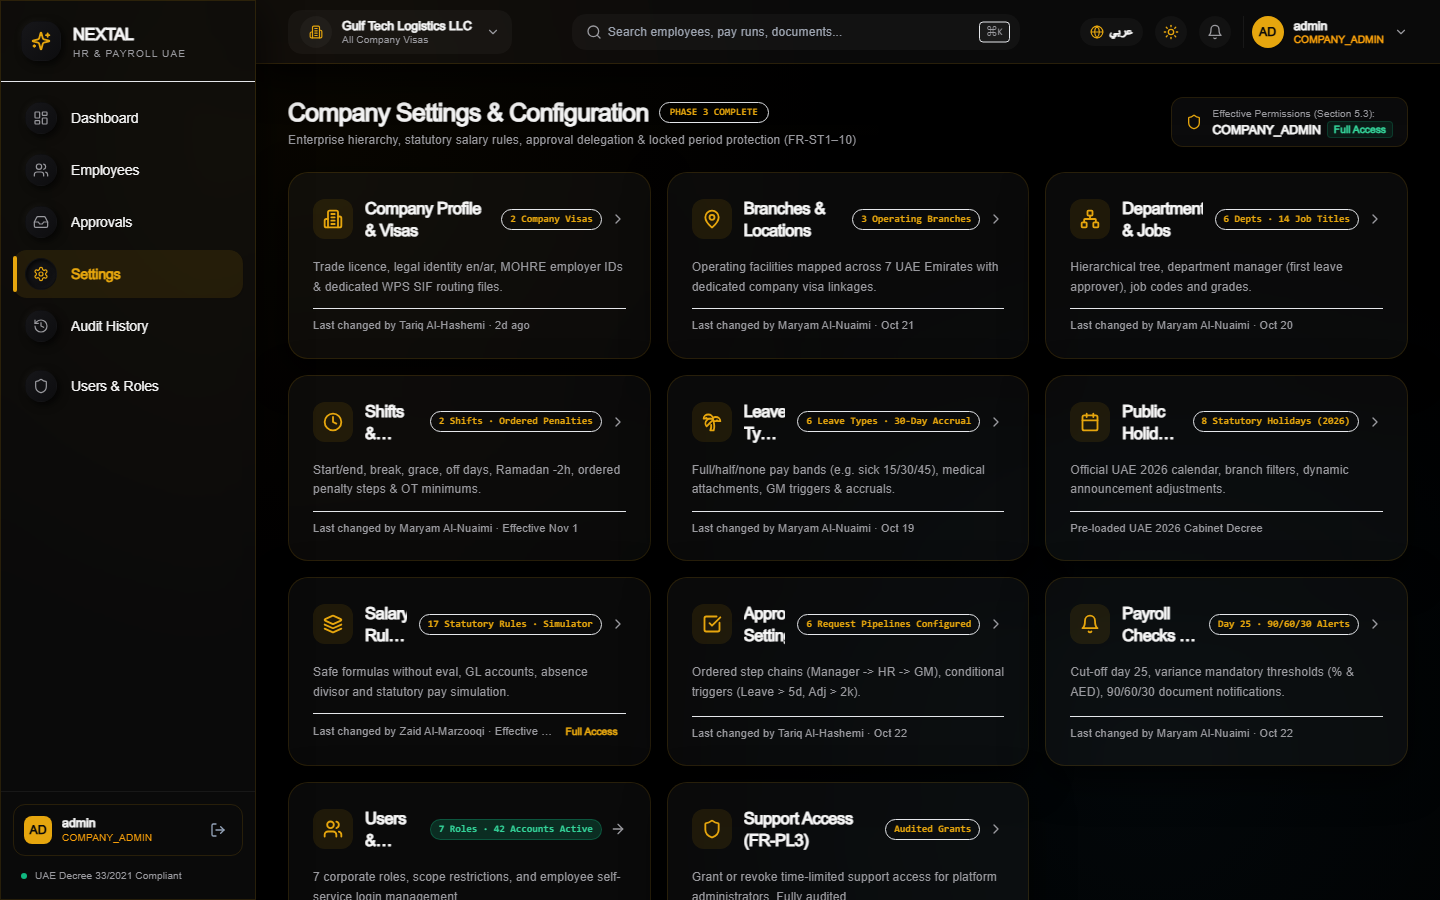 NEXTAL
HR & PAYROLL UAE
Gulf Tech Logistics LLC
All Company Visas
Search employees, pay runs, documents...
⌘K
عربي
AD
admin
COMPANY_ADMIN
Dashboard
Employees
Approvals
Settings
Audit History
Users & Roles
Company Settings & Configuration
PHASE 3 COMPLETE
Enterprise hierarchy, statutory salary rules, approval delegation & locked period protection (FR-ST1–10)
Effective Permissions (Section 5.3):
COMPANY_ADMIN Full Access
Company Profile
& Visas
2 Company Visas
Trade licence, legal identity en/ar, MOHRE employer IDs
& dedicated WPS SIF routing files.
Last changed by Tariq Al-Hashemi · 2d ago
Branches &
Locations
3 Operating Branches
Operating facilities mapped across 7 UAE Emirates with
dedicated company visa linkages.
Last changed by Maryam Al-Nuaimi · Oct 21
Department
& Jobs
6 Depts · 14 Job Titles
Hierarchical tree, department manager (first leave
approver), job codes and grades.
Last changed by Maryam Al-Nuaimi · Oct 20
Shifts
&...
2 Shifts · Ordered Penalties
Start/end, break, grace, off days, Ramadan -2h, ordered
penalty steps & OT minimums.
Last changed by Maryam Al-Nuaimi · Effective Nov 1
Leave
Ty...
6 Leave Types · 30-Day Accrual
Full/half/none pay bands (e.g. sick 15/30/45), medical
attachments, GM triggers & accruals.
Last changed by Maryam Al-Nuaimi · Oct 19
Public
Holid...
8 Statutory Holidays (2026)
Official UAE 2026 calendar, branch filters, dynamic
announcement adjustments.
Pre-loaded UAE 2026 Cabinet Decree
Salary
Rul...
17 Statutory Rules · Simulator
Safe formulas without eval, GL accounts, absence
divisor and statutory pay simulation.
Last changed by Zaid Al-Marzooqi · Effective ... Full Access
Appro
Setting
6 Request Pipelines Configured
Ordered step chains (Manager -> HR -> GM), conditional
triggers (Leave > 5d, Adj > 2k).
Last changed by Tariq Al-Hashemi · Oct 22
Payroll
Checks ...
Day 25 · 90/60/30 Alerts
Cut-off day 25, variance mandatory thresholds (% &
AED), 90/60/30 document notifications.
Last changed by Maryam Al-Nuaimi · Oct 22
Users
&...
7 Roles · 42 Accounts Active
7 corporate roles, scope restrictions, and employee self-
service login management.
Support Access
(FR-PL3)
Audited Grants
Grant or revoke time-limited support access for platform
administrators. Fully audited.
AD
admin
COMPANY_ADMIN
UAE Decree 33/2021 Compliant